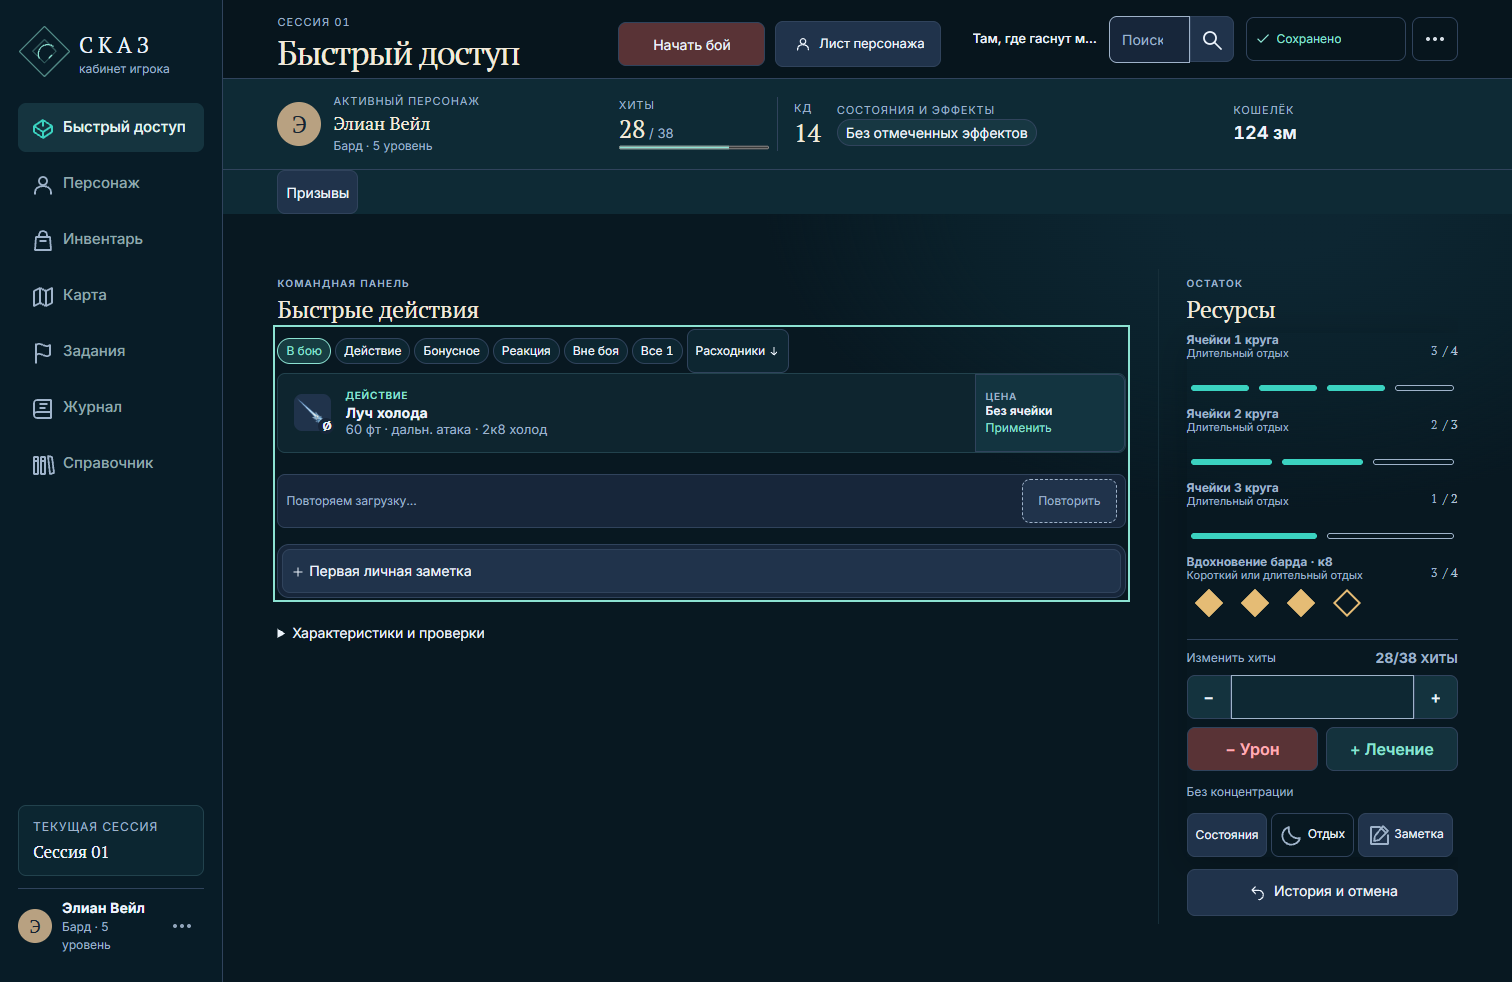 СКАЗ
кабинет игрока
Быстрый доступ
Персонаж
Инвентарь
Карта
Задания
Журнал
Справочник
ТЕКУЩАЯ СЕССИЯ
Сессия 01
Э
Элиан Вейл
Бард · 5 уровень
СЕССИЯ 01
Быстрый доступ
Начать бой
Лист персонажа
Там, где гаснут м...
Поиск
Сохранено
Э
АКТИВНЫЙ ПЕРСОНАЖ
Элиан Вейл
Бард · 5 уровень
ХИТЫ
28 / 38
КД
14
СОСТОЯНИЯ И ЭФФЕКТЫ
Без отмеченных эффектов
КОШЕЛЁК
124 зм
Призывы
КОМАНДНАЯ ПАНЕЛЬ
Быстрые действия
В бою
Действие
Бонусное
Реакция
Вне боя
Все 1
Расходники ↓
ДЕЙСТВИЕ
Луч холода
60 фт · дальн. атака · 2к8 холод
ЦЕНА
Без ячейки
Применить
Повторяем загрузку...
Повторить
+ Первая личная заметка
▶ Характеристики и проверки
ОСТАТОК
Ресурсы
Ячейки 1 круга
Длительный отдых
3 / 4
Ячейки 2 круга
Длительный отдых
2 / 3
Ячейки 3 круга
Длительный отдых
1 / 2
Вдохновение барда · к8
Короткий или длительный отдых
3 / 4
Изменить хиты
28/38 ХИТЫ
−
+
− Урон
+ Лечение
Без концентрации
Состояния
Отдых
Заметка
История и отмена